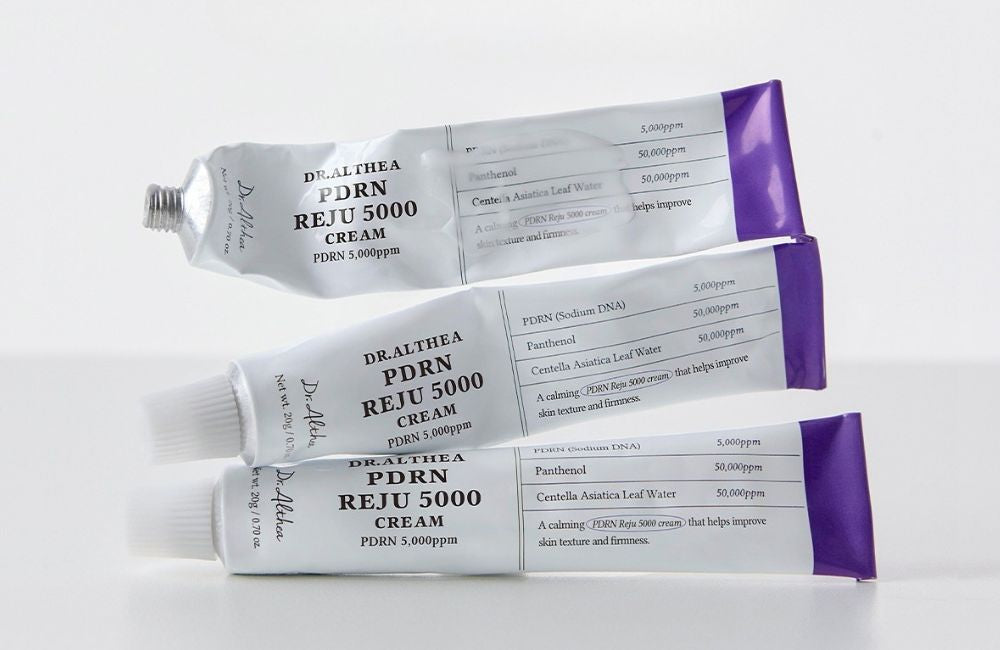 Dr.Althea
0.70 oz
DR.ALTHEA
PDRN
REJU 5000
CREAM
PDRN 5,000ppm
5,000ppm
Panthenol 50,000ppm
Centella Asiatica Leaf Water 50,000ppm
A calming PDRN Reju 5000 cream that helps improve
skin texture and firmness.
Dr.Althea
Net wt. 20g / 0.70
DR.ALTHEA
PDRN
REJU 5000
CREAM
PDRN 5,000ppm
PDRN (Sodium DNA) 5,000ppm
Panthenol 50,000ppm
Centella Asiatica Leaf Water 50,000ppm
A calming PDRN Reju 5000 cream that helps improve
skin texture and firmness.
Dr.Althea
wt. 20g / 0.70 oz
DR.ALTHEA
PDRN
REJU 5000
CREAM
PDRN 5,000ppm
PDRN (Sodium DNA) 5,000ppm
Panthenol 50,000ppm
Centella Asiatica Leaf Water 50,000ppm
A calming PDRN Reju 5000 cream that helps improve
skin texture and firmness.